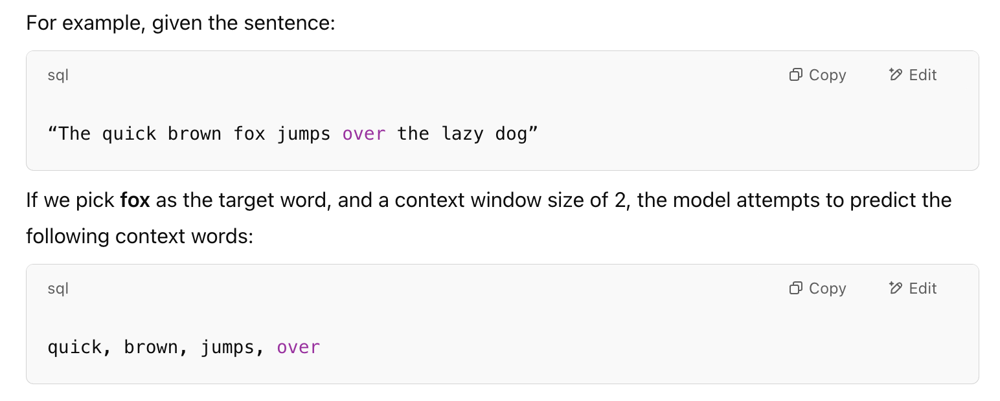 For example, given the sentence:
sql
Copy
Edit
“The quick brown fox jumps over the lazy dog”
If we pick fox as the target word, and a context window size of 2, the model attempts to predict the
following context words:
sql
Copy
Edit
quick, brown, jumps, over